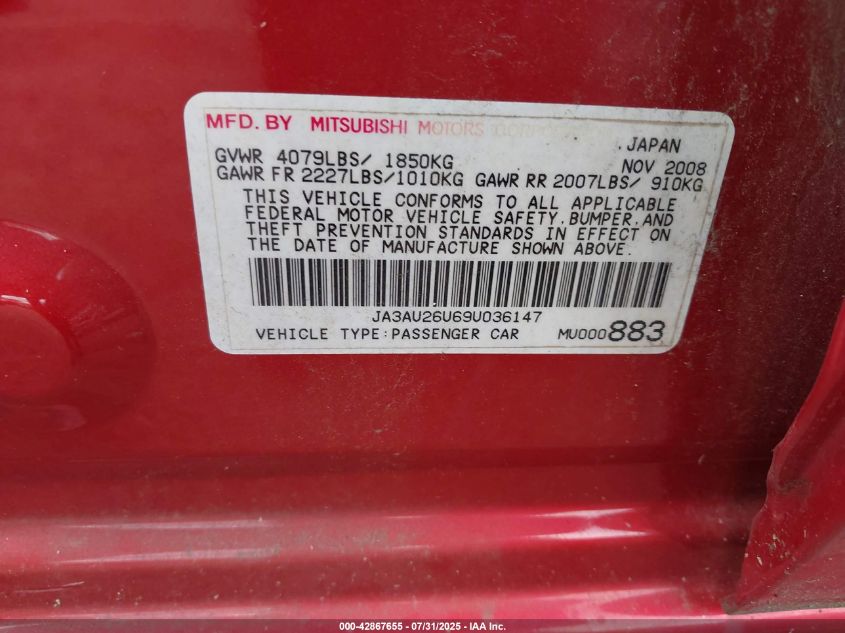 MFD. BY MITSUBISHI MOTORS CORPORATION
. JAPAN
GVWR 4079LBS/ 1850KG NOV 2008
GAWR FR 2227LBS/1010KG GAWR RR 2007LBS/ 910KG
THIS VEHICLE CONFORMS TO ALL APPLICABLE
FEDERAL MOTOR VEHICLE SAFETY,BUMPER,AND
THEFT PREVENTION STANDARDS IN EFFECT ON
THE DATE OF MANUFACTURE SHOWN ABOVE.
JA3AU26U69U036147
VEHICLE TYPE:PASSENGER CAR MU000883
000-42867655 - 07/31/2025 - IAA, Inc.